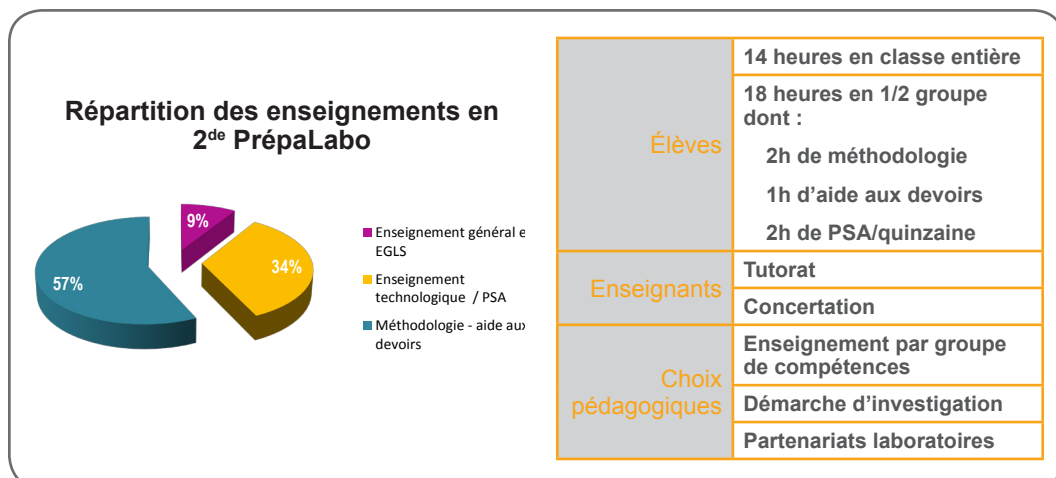 Répartition des enseignements en
2de PrépaLabo
9%
34%
57%
Enseignement général e
EGLS
Enseignement
technologique / PSA
Méthodologie - aide aux
devoirs
Élèves
14 heures en classe entière
18 heures en 1/2 groupe
dont :
2h de méthodologie
1h d’aide aux devoirs
2h de PSA/quinzaine
Enseignants
Tutorat
Concertation
Choix
pédagogiques
Enseignement par groupe
de compétences
Démarche d’investigation
Partenariats laboratoires